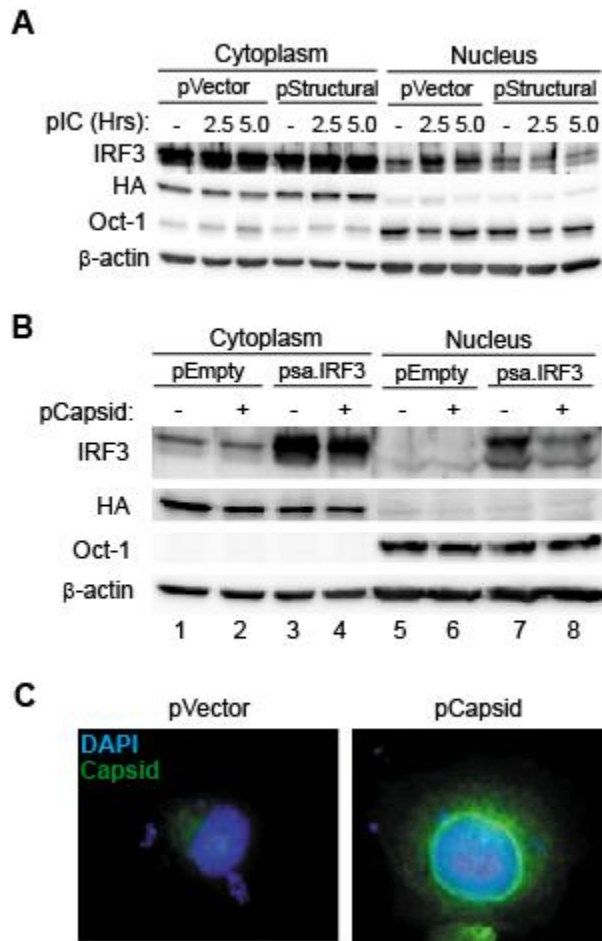 A
Cytoplasm Nucleus
pVector pStructural pVector pStructural
pIC (Hrs): - 2.5 5.0 - 2.5 5.0 - 2.5 5.0 - 2.5 5.0
IRF3
HA
Oct-1
β-actin
B
Cytoplasm Nucleus
pEmpty psa.IRF3 pEmpty psa.IRF3
pCapsid: - + - + - + - +
IRF3
HA
Oct-1
β-actin
1 2 3 4 5 6 7 8
C
pVector pCapsid
DAPI
Capsid